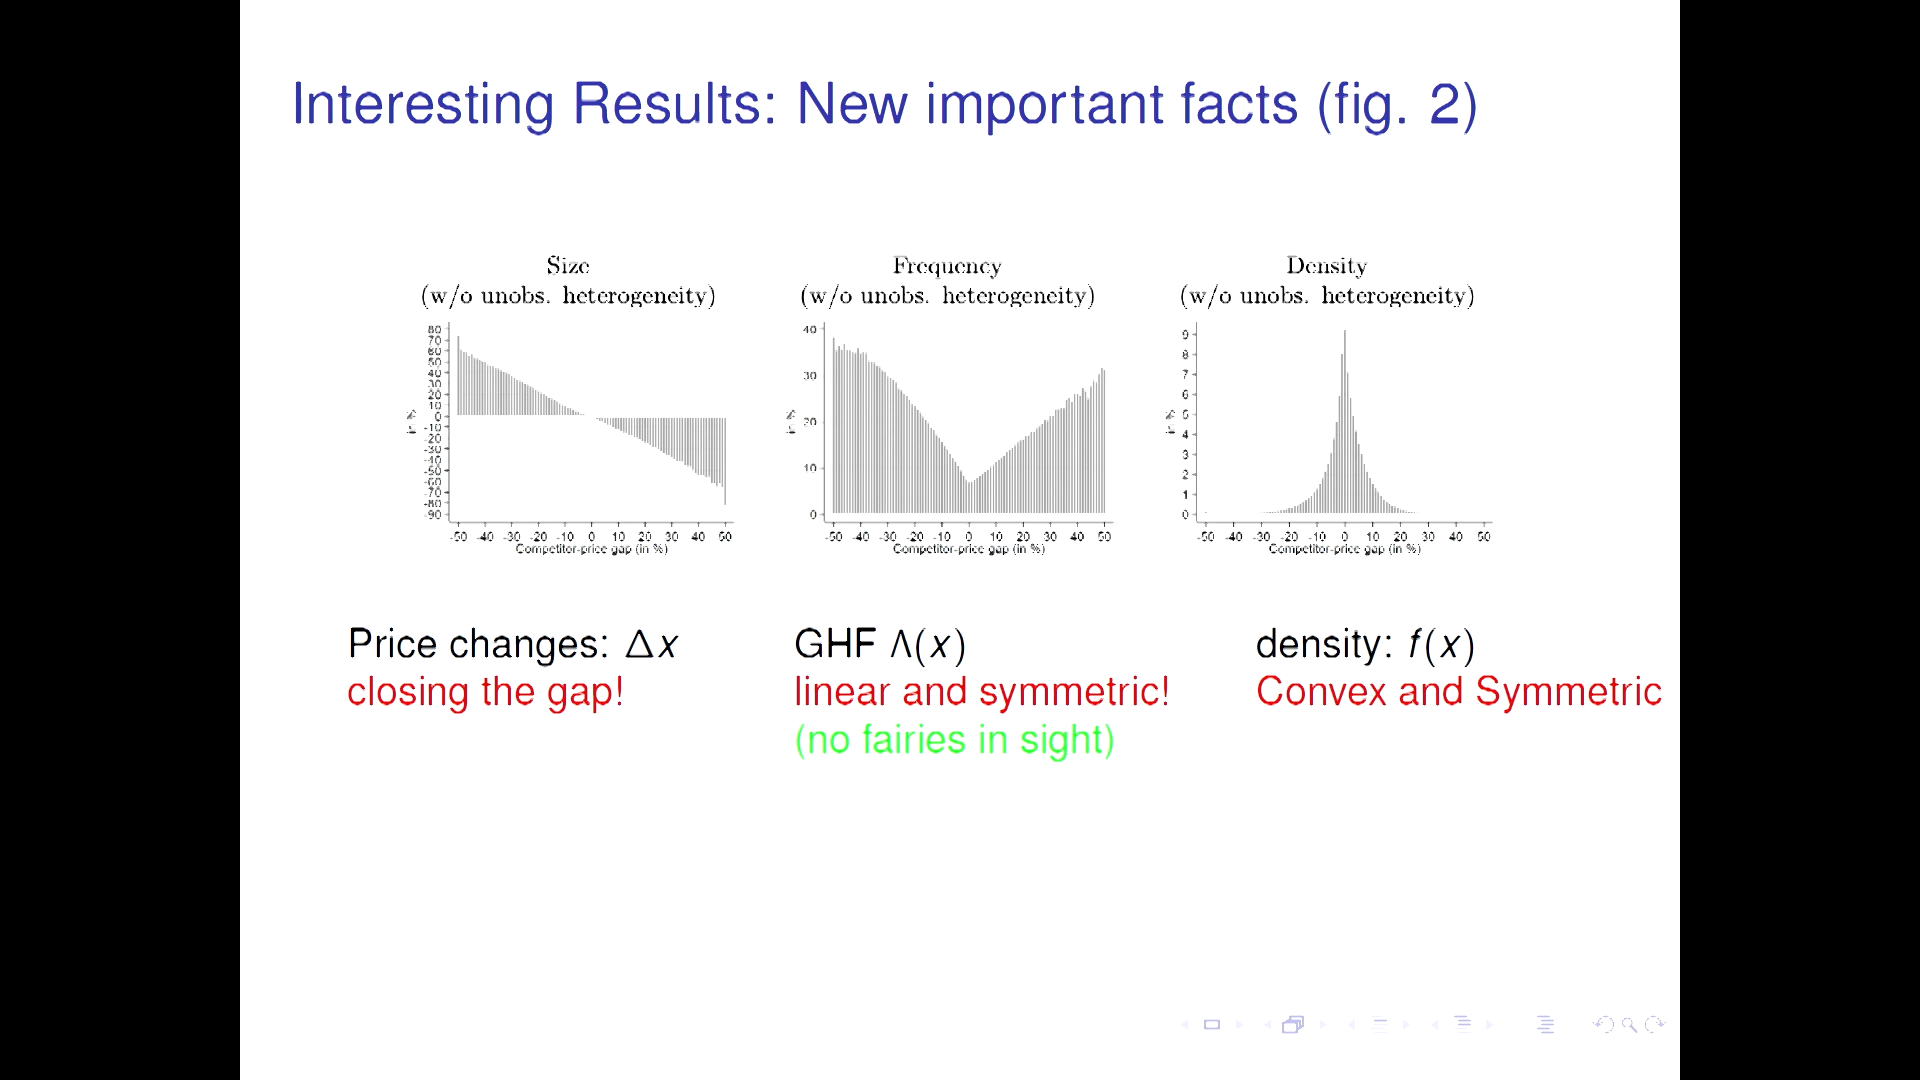 Interesting Results: New important facts (fig. 2)
Size
(w/o unobs. heterogeneity)
80
70
60
50
40
30
20
10
0
-10
-20
-30
-40
-50
-60
-70
-80
-90
in %
-50 -40 -30 -20 -10 0 10 20 30 40 50
Competitor-price gap (in %)
Frequency
(w/o unobs. heterogeneity)
40
30
20
10
0
in %
-50 -40 -30 -20 -10 0 10 20 30 40 50
Competitor-price gap (in %)
Density
(w/o unobs. heterogeneity)
9
8
7
6
5
4
3
2
1
0
in %
-50 -40 -30 -20 -10 0 10 20 30 40 50
Competitor-price gap (in %)
Price changes: Δx
closing the gap!
GHF Λ(x)
linear and symmetric!
(no fairies in sight)
density: f(x)
Convex and Symmetric